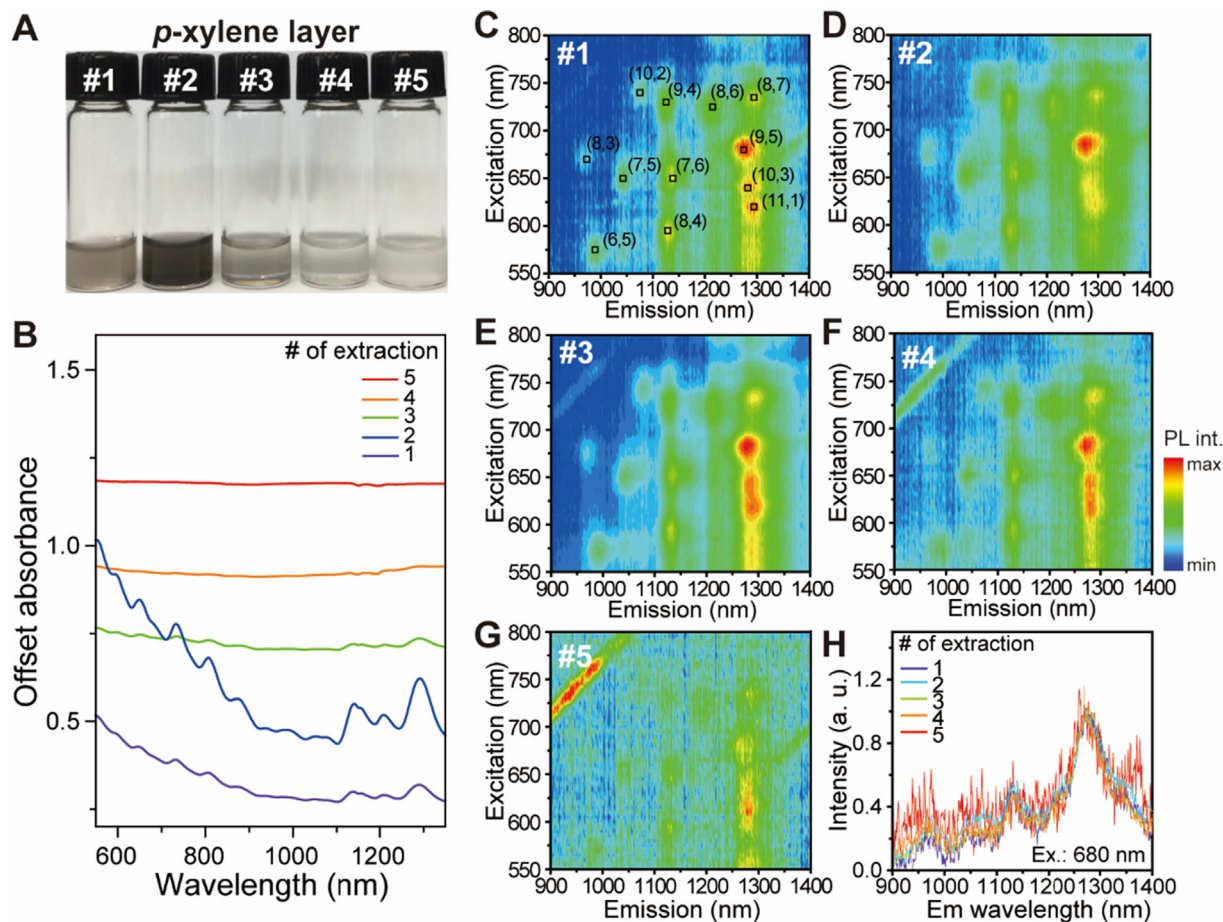 A
p-xylene layer
#1 #2 #3 #4 #5
B
# of extraction
5
4
3
2
1
1.5
1.0
0.5
Offset absorbance
600 800 1000 1200
Wavelength (nm)
C
#1
800
750
700
650
600
550
Excitation (nm)
(10,2)
(9,4)
(8,6)
(8,7)
(8,3)
(9,5)
(7,5)
(7,6)
(10,3)
(11,1)
(8,4)
(6,5)
900 1000 1100 1200 1300 1400
Emission (nm)
D
#2
800
750
700
650
600
550
Excitation (nm)
900 1000 1100 1200 1300 1400
Emission (nm)
E
#3
800
750
700
650
600
550
Excitation (nm)
900 1000 1100 1200 1300 1400
Emission (nm)
F
#4
800
750
700
650
600
550
Excitation (nm)
900 1000 1100 1200 1300 1400
Emission (nm)
PL int.
max
min
G
#5
800
750
700
650
600
550
Excitation (nm)
900 1000 1100 1200 1300 1400
Emission (nm)
H
# of extraction
1
2
3
4
5
1.2
0.8
0.4
0.0
Intensity (a. u.)
Ex.: 680 nm
900 1000 1100 1200 1300 1400
Em wavelength (nm)